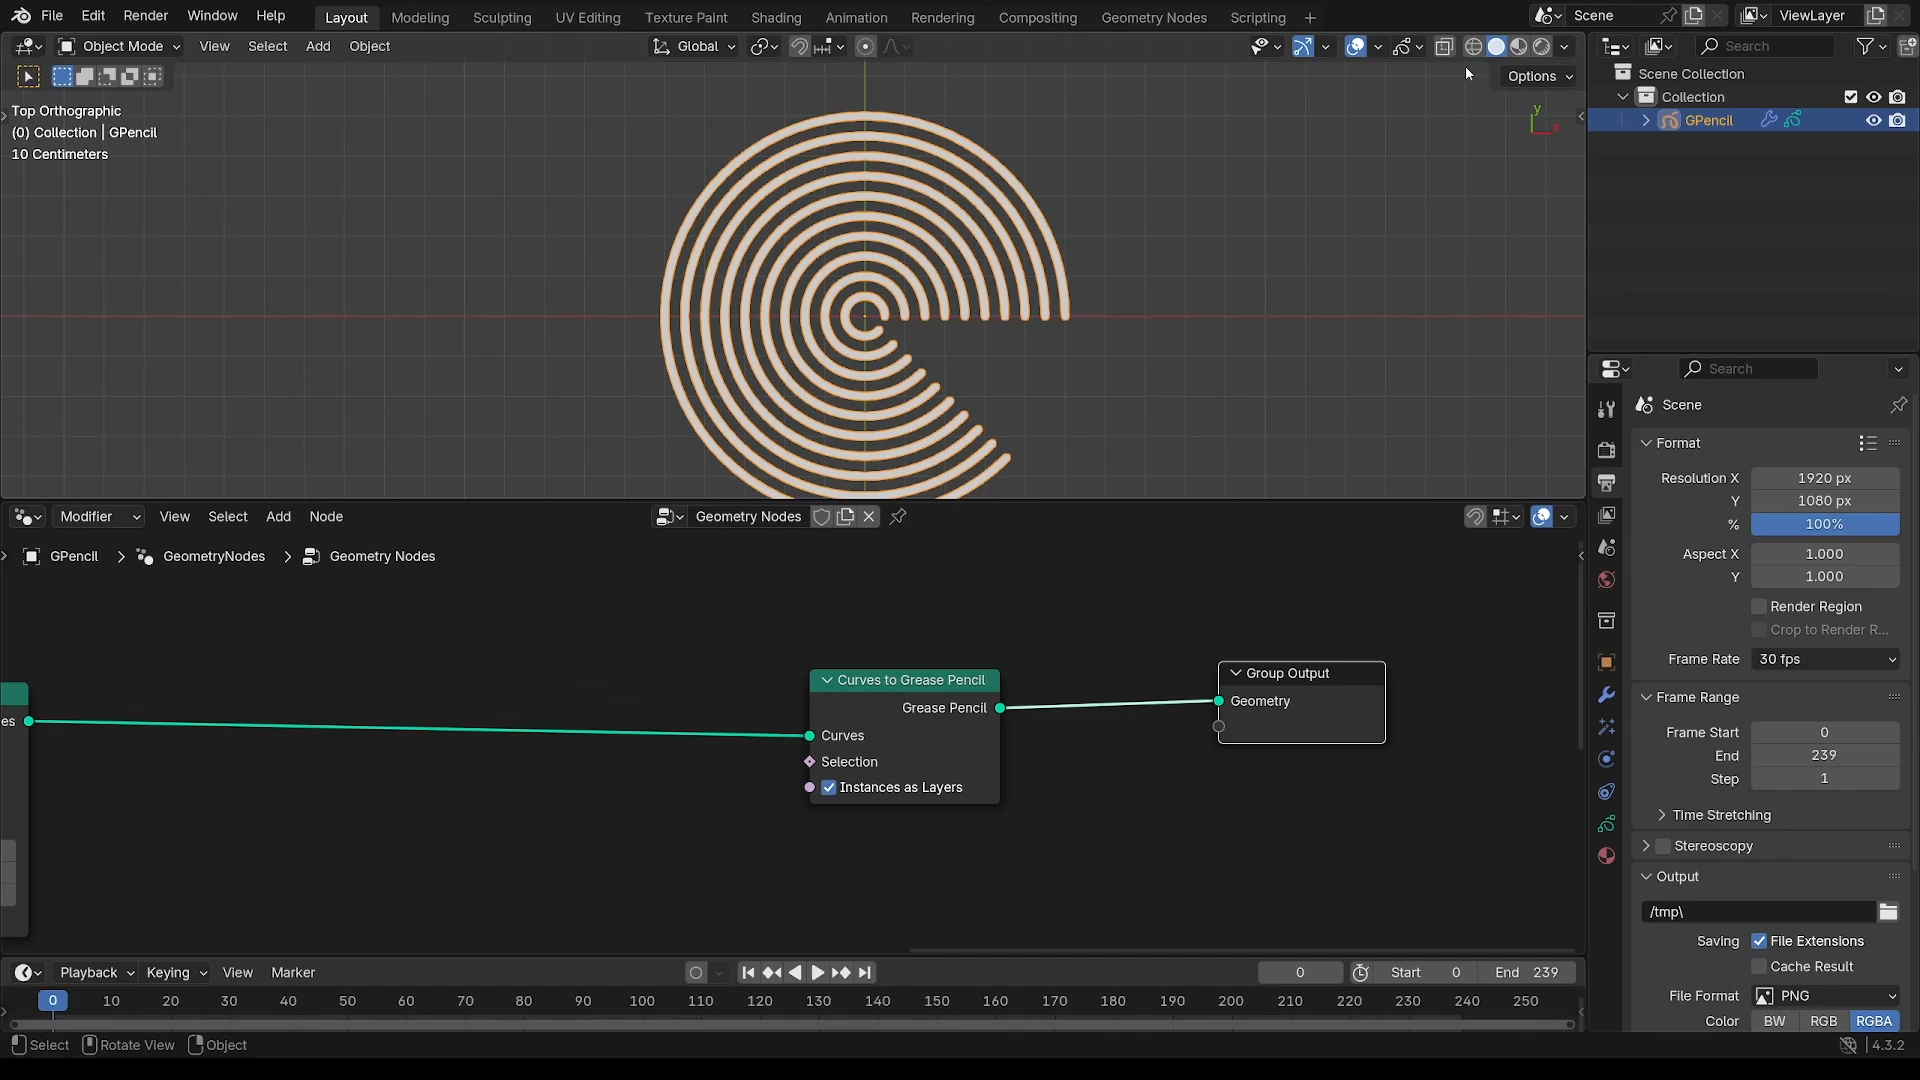 File Edit Render Window Help Layout Modeling Sculpting UV Editing Texture Paint Shading Animation Rendering Compositing Geometry Nodes Scripting + Scene ViewLayer
Object Mode View Select Add Object Global Search
Options
Top Orthographic
(0) Collection | GPencil
10 Centimeters
y
Scene Collection
Collection
GPencil
Search
Scene
Format
Resolution X 1920 px
Y 1080 px
% 100%
Aspect X 1.000
Y 1.000
Render Region
Crop to Render R...
Frame Rate 30 fps
Frame Range
Frame Start 0
End 239
Step 1
Time Stretching
Stereoscopy
Output
/tmp\
Saving File Extensions
Cache Result
File Format PNG
Color BW RGB RGBA
Modifier View Select Add Node Geometry Nodes
GPencil GeometryNodes Geometry Nodes
es
Curves to Grease Pencil
Grease Pencil
Curves
Selection
Instances as Layers
Group Output
Geometry
Playback Keying View Marker 0 Start 0 End 239
0 10 20 30 40 50 60 70 80 90 100 110 120 130 140 150 160 170 180 190 200 210 220 230 240 250
Select Rotate View Object 4.3.2